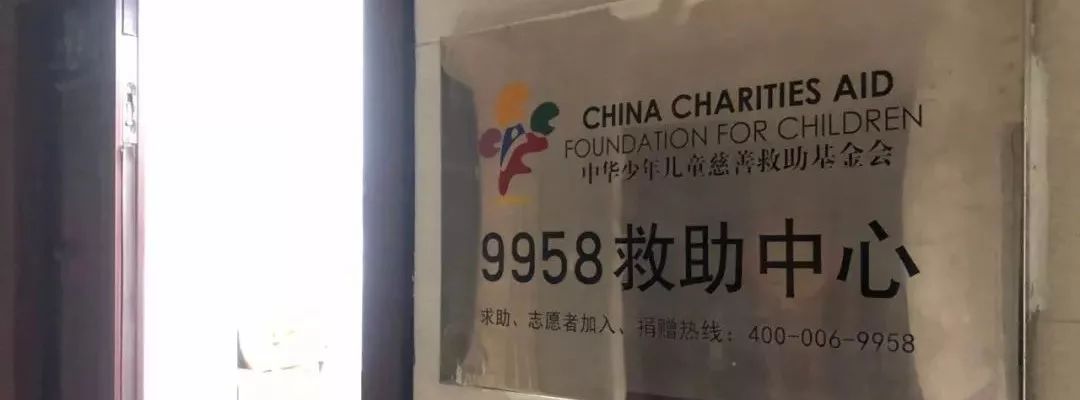 CHINA CHARITIES AID
FOUNDATION FOR CHILDREN
中华少年儿童慈善救助基金会
9958救助中心
求助、志愿者加入、捐赠热线：400-006-9958